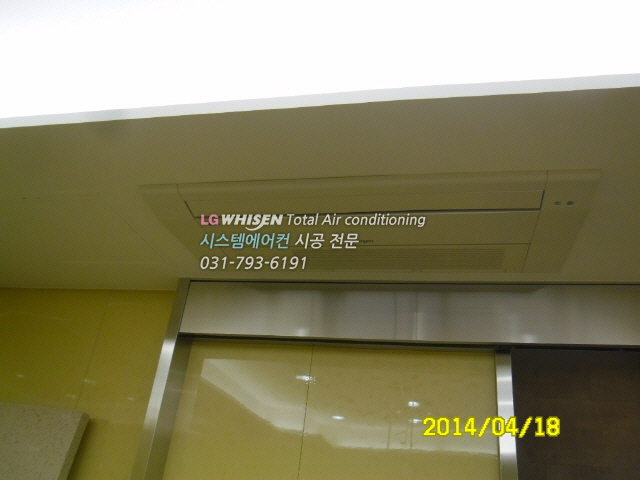 LG WHISEN Total Air conditioning
시스템에어컨 시공 전문
031-793-6191
2014/04/18